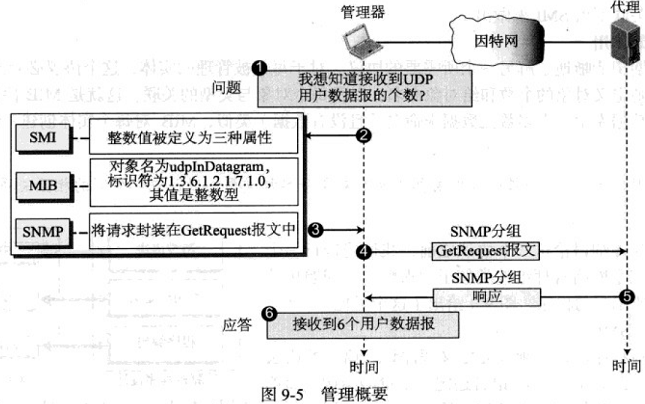 管理器
代理
因特网
问题
1
我想知道接收到UDP
用户数据报的个数?
2
SMI
整数值被定义为三种属性
MIB
对象名为udpInDatagram,
标识符为1.3.6.1.2.1.7.1.0,
其值是整数型
SNMP
将请求封装在GetRequest报文中
3
SNMP分组
4
GetRequest报文
SNMP分组
响应
5
6
应答
接收到6个用户数据报
时间
时间
图 9-5 管理概要